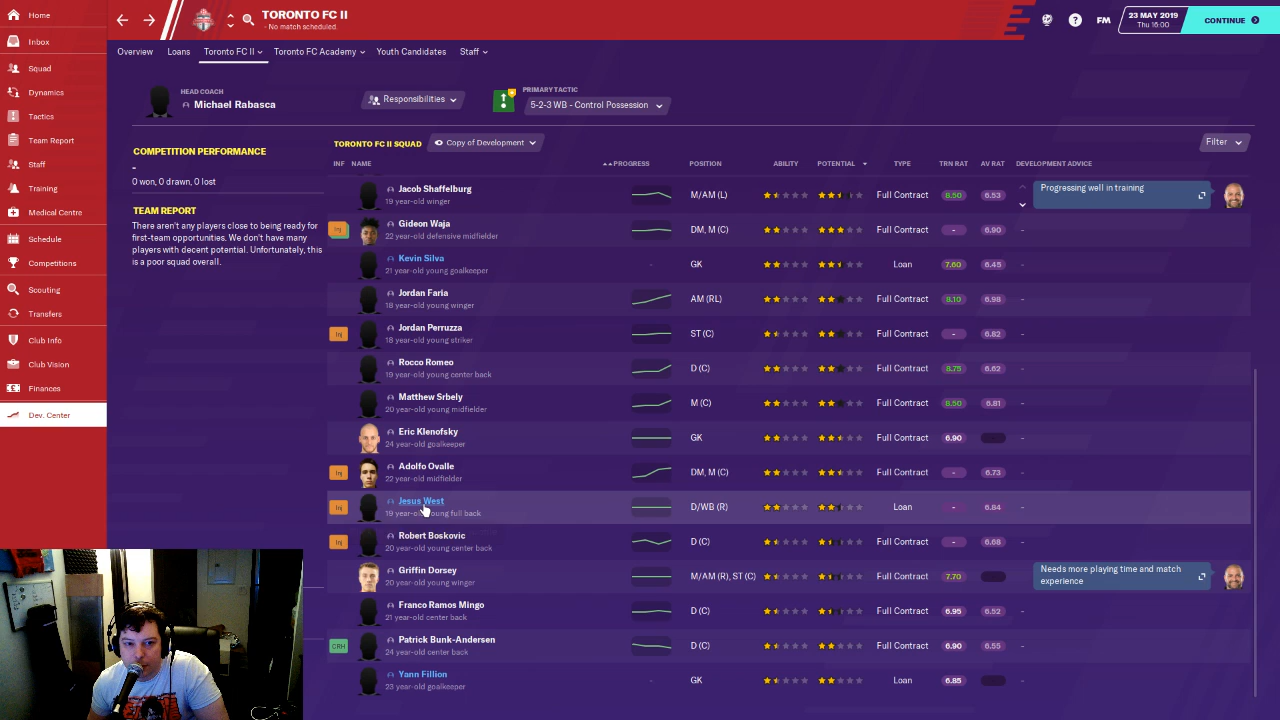 Home
Inbox
Squad
Dynamics
Tactics
Team Report
Staff
Training
Medical Centre
Schedule
Competitions
Scouting
Transfers
Club Info
Club Vision
Finances
Dev. Center
TORONTO FC II
- No match scheduled.
FM
23 MAY 2019
Thu 16:00
CONTINUE
Overview
Loans
Toronto FC II
Toronto FC Academy
Youth Candidates
Staff
HEAD COACH
Michael Rabasca
Responsibilities
PRIMARY TACTIC
5-2-3 WB - Control Possession
COMPETITION PERFORMANCE
-
0 won, 0 drawn, 0 lost
TEAM REPORT
There aren't any players close to being ready for
first-team opportunities. We don't have many
players with decent potential. Unfortunately, this
is a poor squad overall.
TORONTO FC II SQUAD
Copy of Development
Filter
INF NAME PROGRESS POSITION ABILITY POTENTIAL TYPE TRN RAT AV RAT DEVELOPMENT ADVICE
Jacob Shaffelburg
19 year-old winger
M/AM (L) Full Contract 8.50 6.53
Progressing well in training
Inj
Gideon Waja
22 year-old defensive midfielder
DM, M (C) Full Contract - 6.90 -
Kevin Silva
21 year-old young goalkeeper
- GK Loan 7.60 6.45 -
Jordan Faria
18 year-old young winger
AM (RL) Full Contract 8.10 6.98 -
Inj
Jordan Perruzza
18 year-old young striker
ST (C) Full Contract - 6.82 -
Rocco Romeo
19 year-old young center back
D (C) Full Contract 8.75 6.62 -
Matthew Srbely
20 year-old young midfielder
M (C) Full Contract 8.50 6.81 -
Eric Klenofsky
24 year-old goalkeeper
GK Full Contract 6.90 -
Inj
Adolfo Ovalle
22 year-old midfielder
DM, M (C) Full Contract - 6.73 -
Inj
Jesus West
19 year-old young full back
D/WB (R) Loan - 6.84 -
Inj
Robert Boskovic
20 year-old young center back
D (C) Full Contract - 6.68 -
Griffin Dorsey
20 year-old young winger
M/AM (R), ST (C) Full Contract 7.70
Needs more playing time and match
experience
Franco Ramos Mingo
21 year-old center back
D (C) Full Contract 6.95 6.52 -
CRH
Patrick Bunk-Andersen
24 year-old center back
D (C) Full Contract 6.90 6.55 -
Yann Fillion
23 year-old goalkeeper
- GK Loan 6.85 -